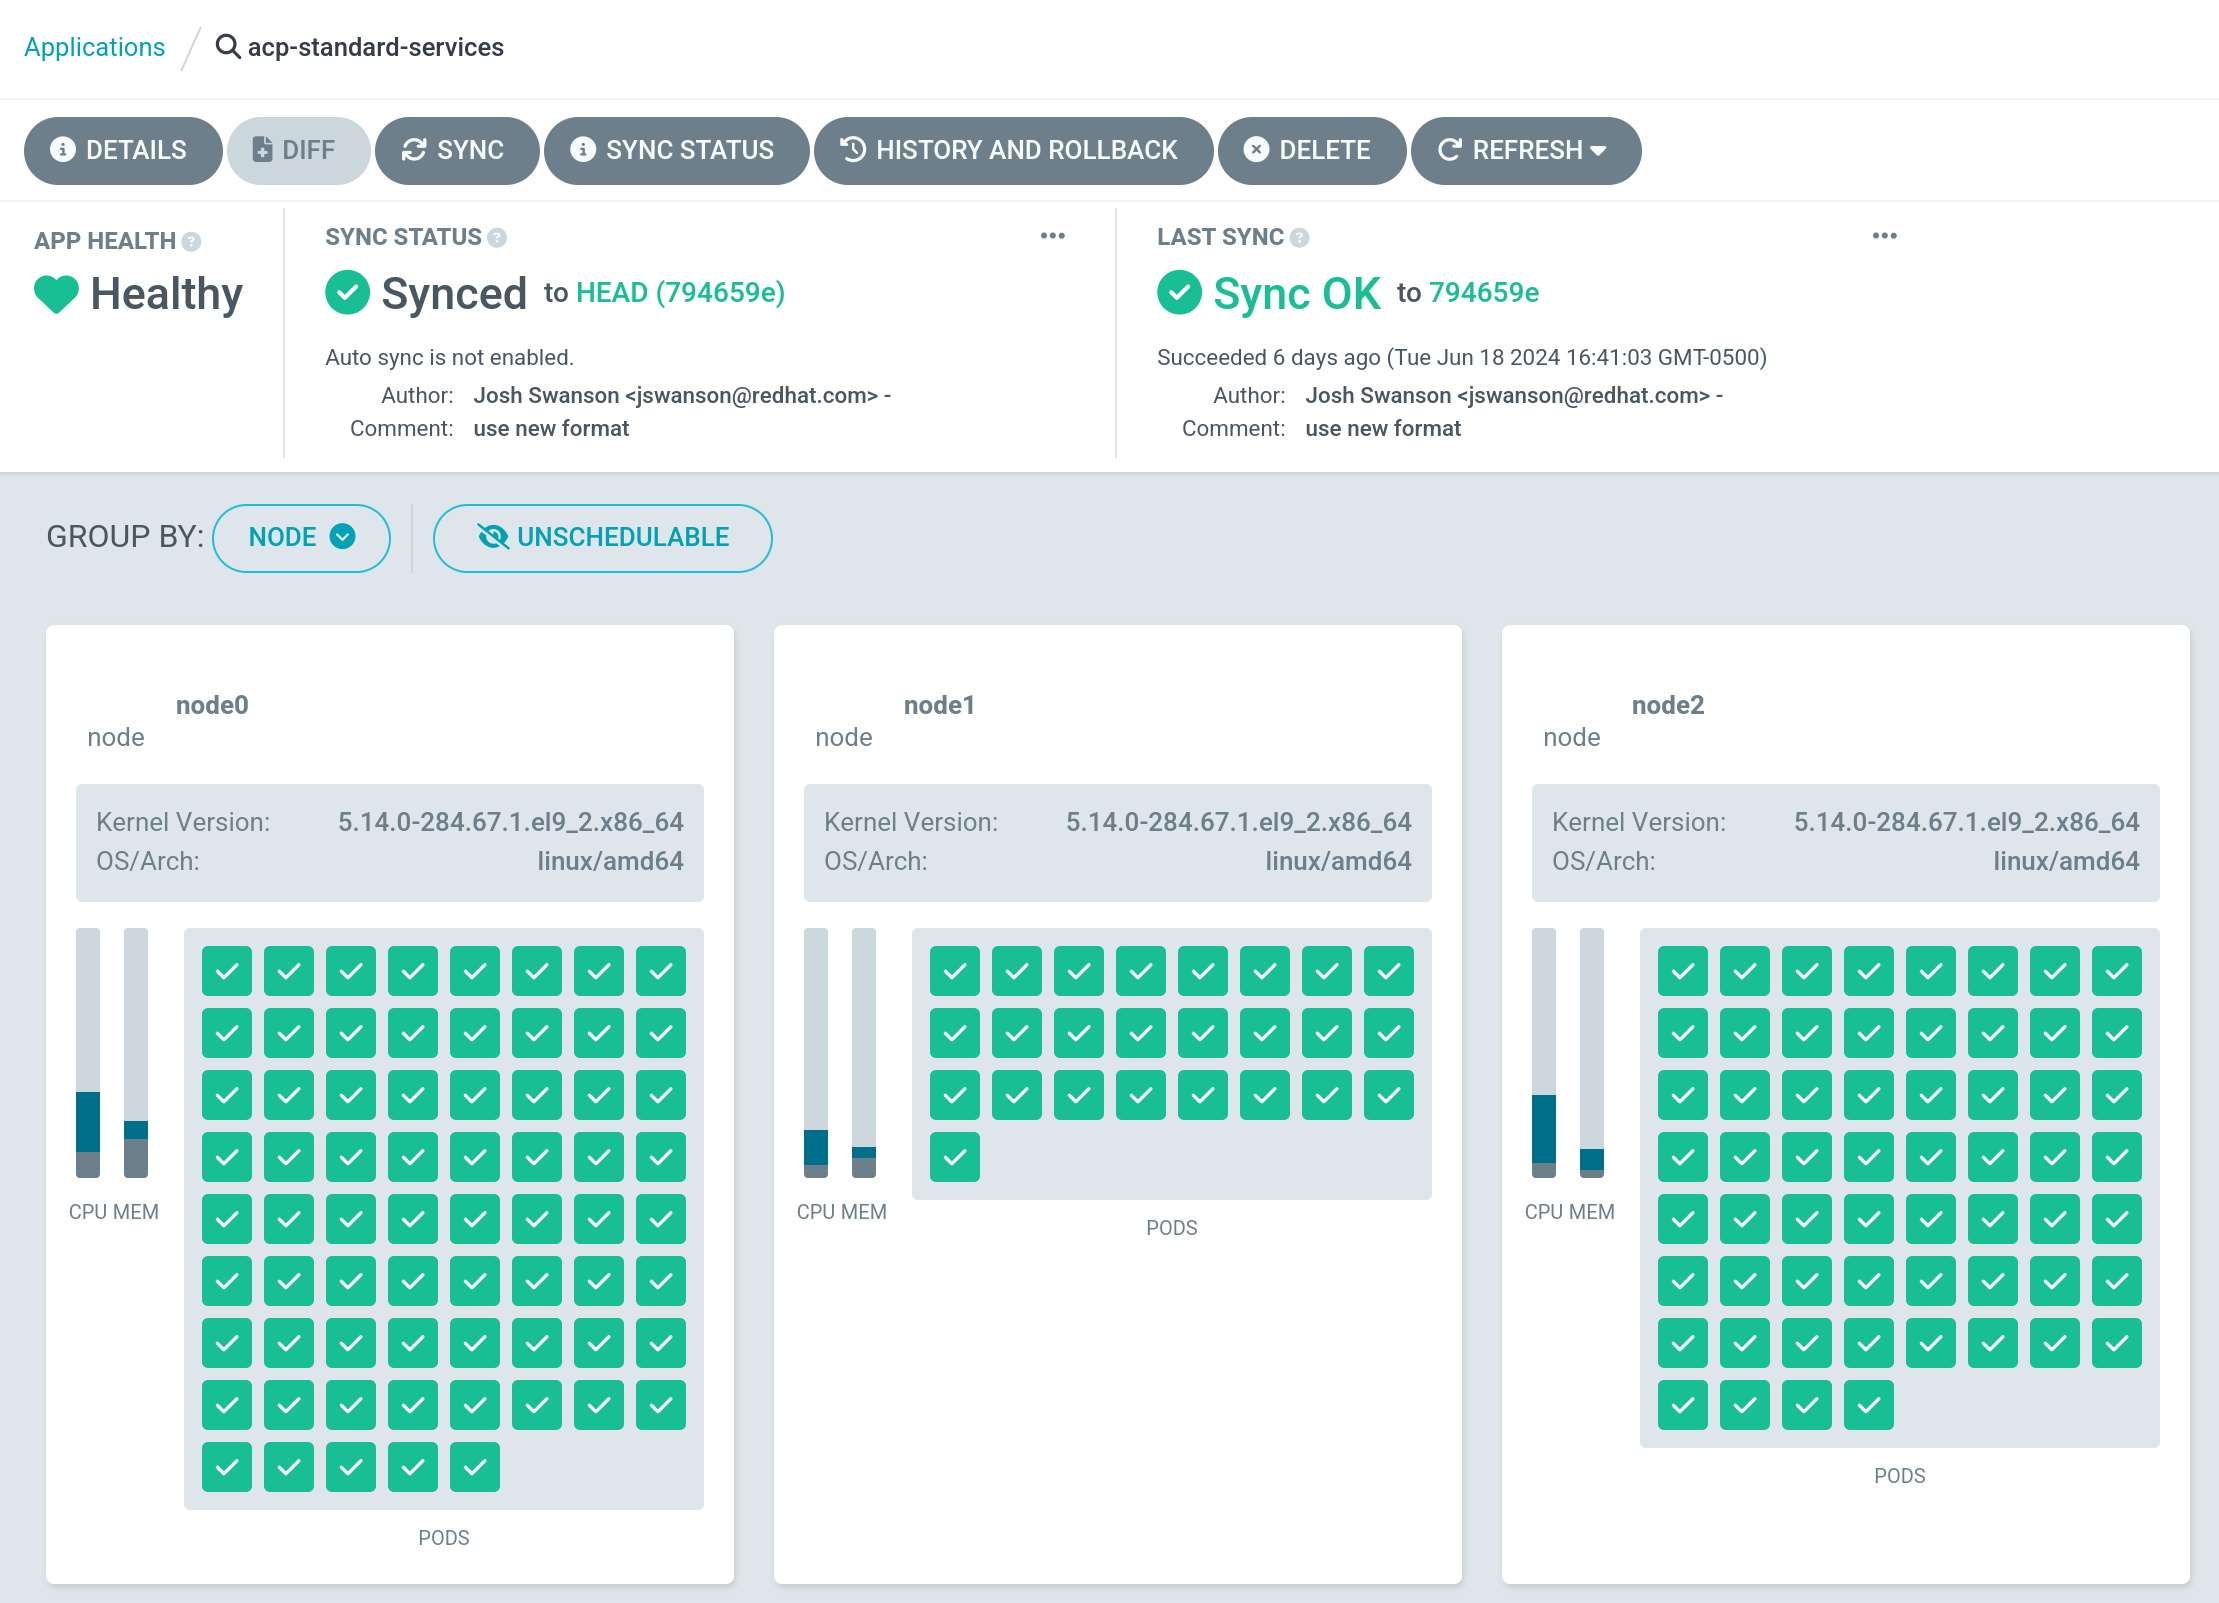 Applications / acp-standard-services
DETAILS DIFF SYNC SYNC STATUS HISTORY AND ROLLBACK DELETE REFRESH
APP HEALTH
Healthy
SYNC STATUS
Synced to HEAD (794659e)
Auto sync is not enabled.
Author: Josh Swanson <jswanson@redhat.com> -
Comment: use new format
LAST SYNC
Sync OK to 794659e
Succeeded 6 days ago (Tue Jun 18 2024 16:41:03 GMT-0500)
Author: Josh Swanson <jswanson@redhat.com> -
Comment: use new format
GROUP BY: NODE UNSCHEDULABLE
node0
node
Kernel Version: 5.14.0-284.67.1.el9_2.x86_64
OS/Arch: linux/amd64
CPU MEM
PODS
node1
node
Kernel Version: 5.14.0-284.67.1.el9_2.x86_64
OS/Arch: linux/amd64
CPU MEM
PODS
node2
node
Kernel Version: 5.14.0-284.67.1.el9_2.x86_64
OS/Arch: linux/amd64
CPU MEM
PODS